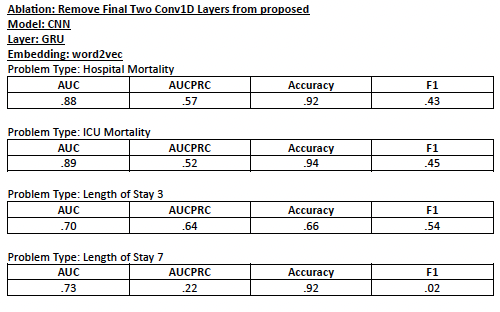 Ablation: Remove Final Two Conv1D Layers from proposed
Model: CNN
Layer: GRU
Embedding: word2vec
Problem Type: Hospital Mortality
AUC AUCPRC Accuracy F1
.88 .57 .92 .43
Problem Type: ICU Mortality
AUC AUCPRC Accuracy F1
.89 .52 .94 .45
Problem Type: Length of Stay 3
AUC AUCPRC Accuracy F1
.70 .64 .66 .54
Problem Type: Length of Stay 7
AUC AUCPRC Accuracy F1
.73 .22 .92 .02